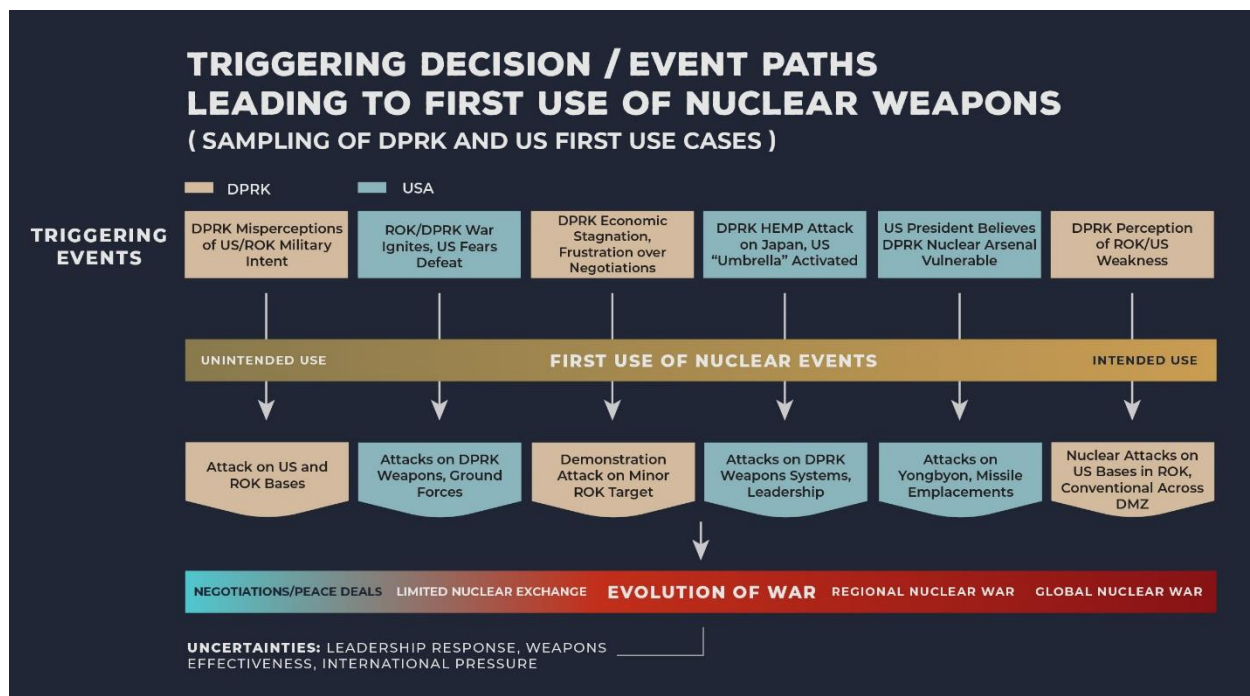 TRIGGERING DECISION / EVENT PATHS
LEADING TO FIRST USE OF NUCLEAR WEAPONS
( SAMPLING OF DPRK AND US FIRST USE CASES )
DPRK
USA
TRIGGERING
EVENTS
DPRK Misperceptions
of US/ROK Military
Intent
ROK/DPRK War
Ignites, US Fears
Defeat
DPRK Economic
Stagnation,
Frustration over
Negotiations
DPRK HEMP Attack
on Japan, US
“Umbrella” Activated
US President Believes
DPRK Nuclear Arsenal
Vulnerable
DPRK Perception
of ROK/US
Weakness
UNINTENDED USE
FIRST USE OF NUCLEAR EVENTS
INTENDED USE
Attack on US and
ROK Bases
Attacks on DPRK
Weapons, Ground
Forces
Demonstration
Attack on Minor
ROK Target
Attacks on DPRK
Weapons Systems,
Leadership
Attacks on
Yongbyon, Missile
Emplacements
Nuclear Attacks on
US Bases in ROK,
Conventional Across
DMZ
NEGOTIATIONS/PEACE DEALS
LIMITED NUCLEAR EXCHANGE
EVOLUTION OF WAR
REGIONAL NUCLEAR WAR
GLOBAL NUCLEAR WAR
UNCERTAINTIES: LEADERSHIP RESPONSE, WEAPONS
EFFECTIVENESS, INTERNATIONAL PRESSURE